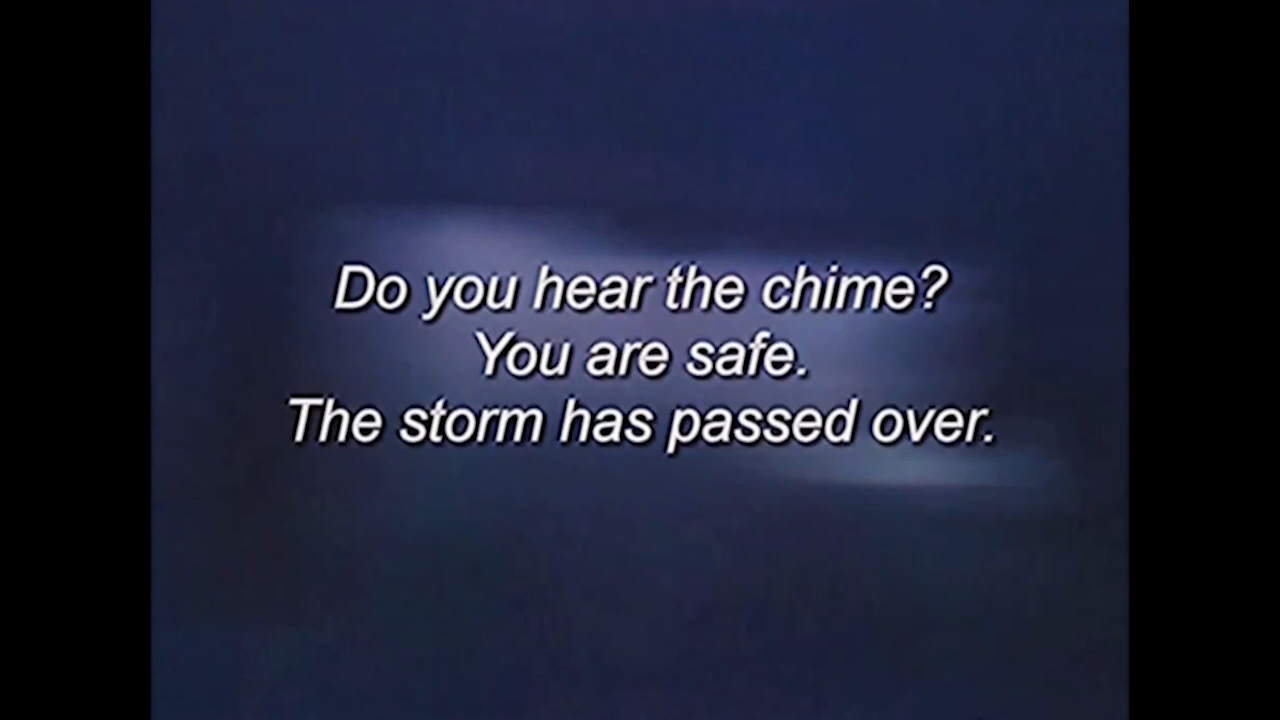 Do you hear the chime?
You are safe.
The storm has passed over.